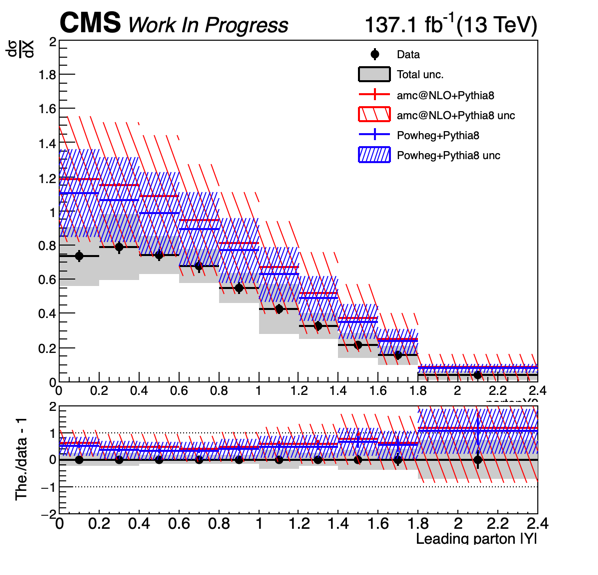 CMS Work In Progress 137.1 fb-1(13 TeV)
dσ
dX
2
1.8
1.6
1.4
1.2
1
0.8
0.6
0.4
0.2
0
Data
Total unc.
amc@NLO+Pythia8
amc@NLO+Pythia8 unc
Powheg+Pythia8
Powheg+Pythia8 unc
0 0.2 0.4 0.6 0.8 1 1.2 1.4 1.6 1.8 2 2.2 2.4
The./data - 1
2
1
0
−1
−2
0 0.2 0.4 0.6 0.8 1 1.2 1.4 1.6 1.8 2 2.2 2.4
Leading parton |Y|